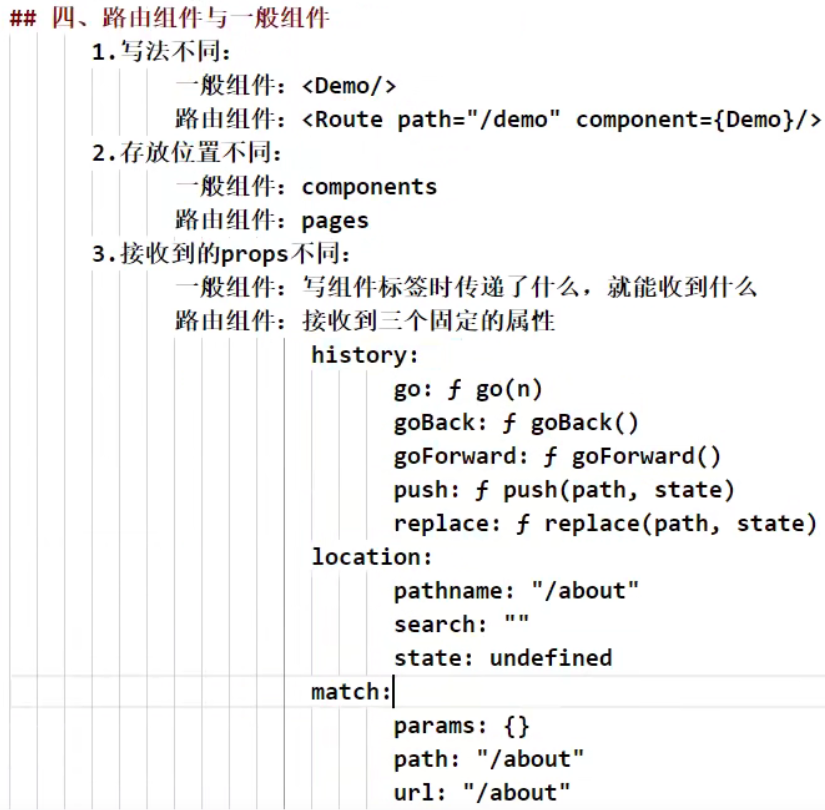 ## 四、路由组件与一般组件
1.写法不同:
一般组件: <Demo/>
路由组件: <Route path="/demo" component={Demo}/>
2.存放位置不同:
一般组件: components
路由组件: pages
3.接收到的props不同:
一般组件: 写组件标签时传递了什么，就能收到什么
路由组件: 接收到三个固定的属性
history:
go: ƒ go(n)
goBack: ƒ goBack()
goForward: ƒ goForward()
push: ƒ push(path, state)
replace: ƒ replace(path, state)
location:
pathname: "/about"
search: ""
state: undefined
match:
params: {}
path: "/about"
url: "/about"